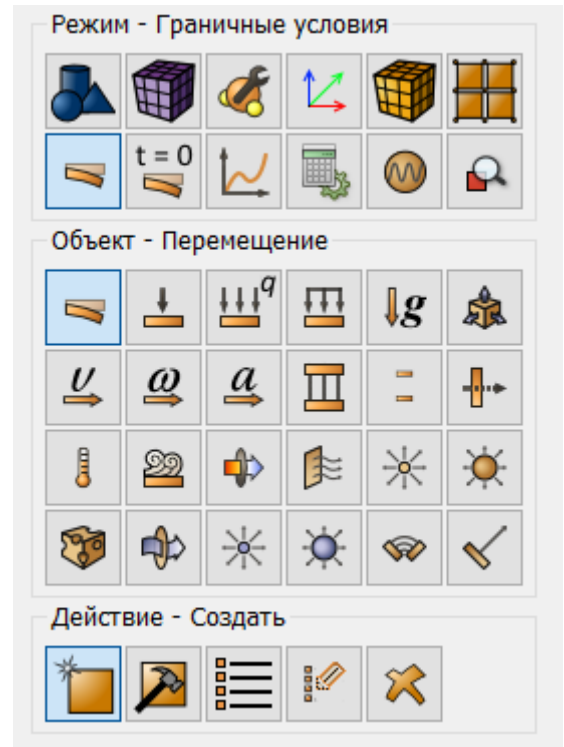 Режим - Граничные условия
t = 0
Объект - Перемещение
q
g
υ
ω
a
Действие - Создать